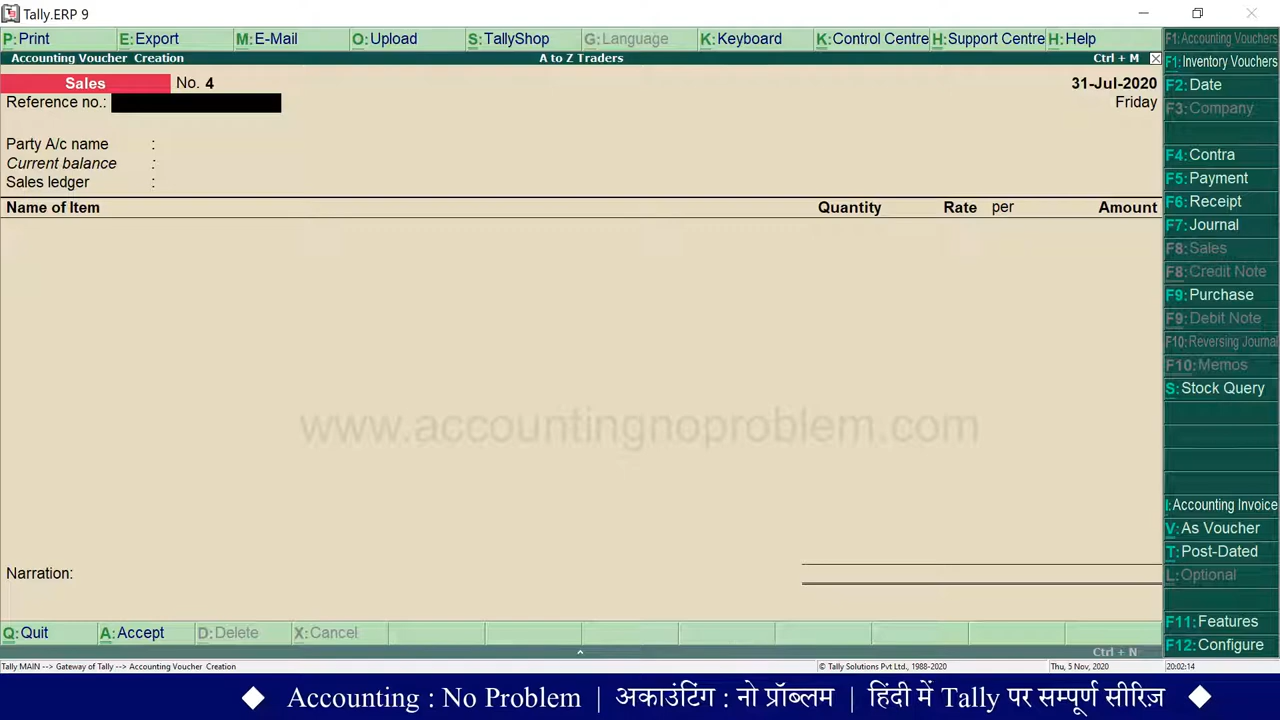 Tally.ERP 9
P: Print E: Export M: E-Mail O: Upload S: TallyShop G: Language K: Keyboard K: Control Centre H: Support Centre H: Help
Accounting Voucher Creation A to Z Traders Ctrl + M
Sales No. 4 31-Jul-2020
Reference no.: Friday
Party A/c name :
Current balance :
Sales ledger :
Name of Item Quantity Rate per Amount
www.accountingnoproblem.com
Narration:
Q: Quit A: Accept D: Delete X: Cancel
F1: Accounting Vouchers
F1: Inventory Vouchers
F2: Date
F3: Company
F4: Contra
F5: Payment
F6: Receipt
F7: Journal
F8: Sales
F8: Credit Note
F9: Purchase
F9: Debit Note
F10: Reversing Journal
F10: Memos
S: Stock Query
I: Accounting Invoice
V: As Voucher
T: Post-Dated
L: Optional
F11: Features
F12: Configure
Ctrl + N
Tally MAIN --> Gateway of Tally --> Accounting Voucher Creation © Tally Solutions Pvt Ltd., 1988-2020 Thu, 5 Nov, 2020 20:02:14
Accounting : No Problem | अकाउंटिंग : नो प्रॉब्लम | हिंदी में Tally पर सम्पूर्ण सीरिज़